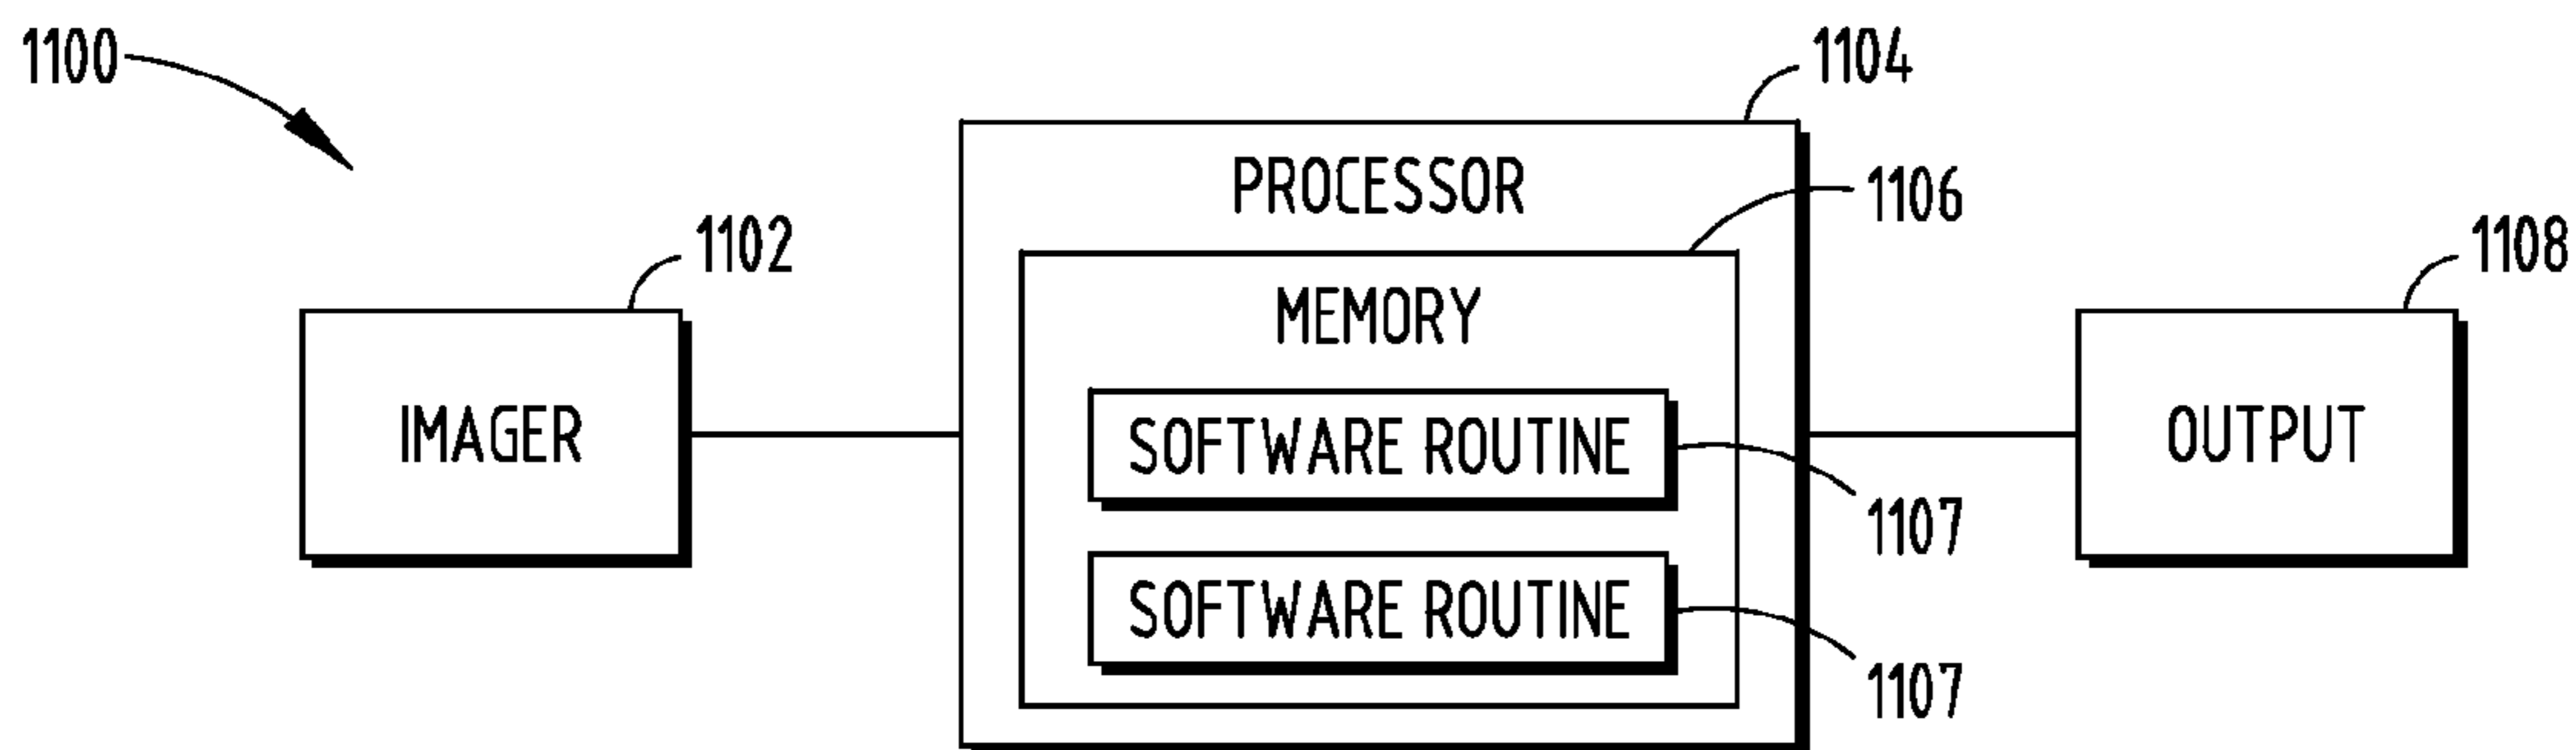 1100
1104
PROCESSOR
1106
1102
1108
MEMORY
IMAGER
SOFTWARE ROUTINE
OUTPUT
1107
SOFTWARE ROUTINE
1107